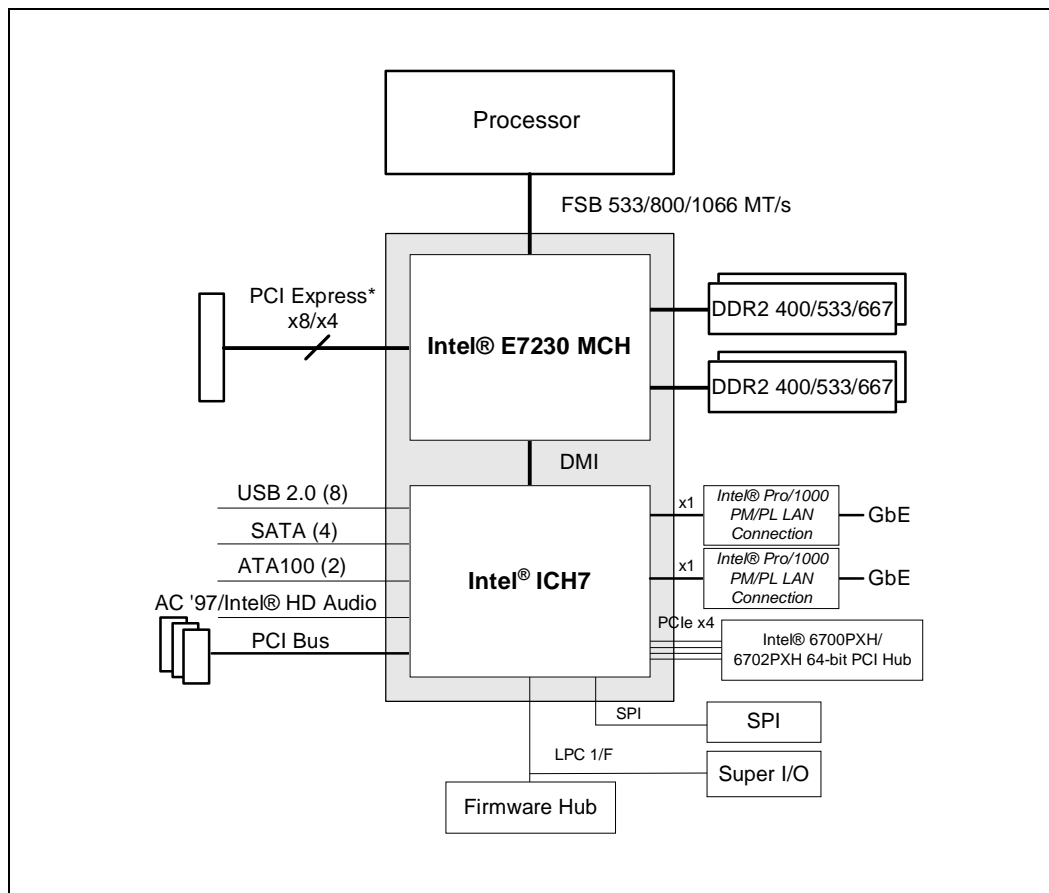 Processor
FSB 533/800/1066 MT/s
PCI Express*
x8/x4
Intel® E7230 MCH
DDR2 400/533/667
DDR2 400/533/667
DMI
USB 2.0 (8)
SATA (4)
ATA100 (2)
AC '97/Intel® HD Audio
PCI Bus
Intel® ICH7
x1
Intel® Pro/1000
PM/PL LAN
Connection
GbE
x1
Intel® Pro/1000
PM/PL LAN
Connection
GbE
PCIe x4
Intel® 6700PXH/
6702PXH 64-bit PCI Hub
SPI
SPI
LPC 1/F
Super I/O
Firmware Hub